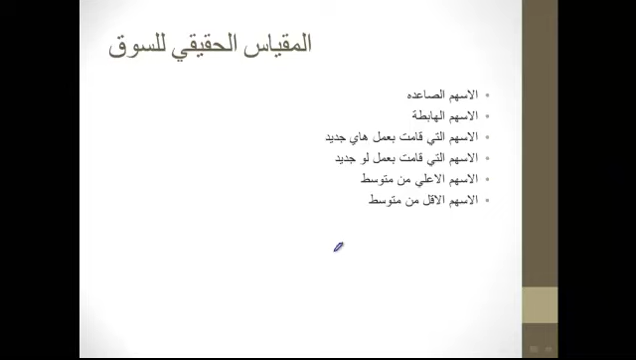 المقياس الحقيقي للسوق
الاسهم الصاعده
الاسهم الهابطة
الاسهم التي قامت بعمل هاي جديد
الاسهم التي قامت بعمل لو جديد
الاسهم الاعلي من متوسط
الاسهم الاقل من متوسط